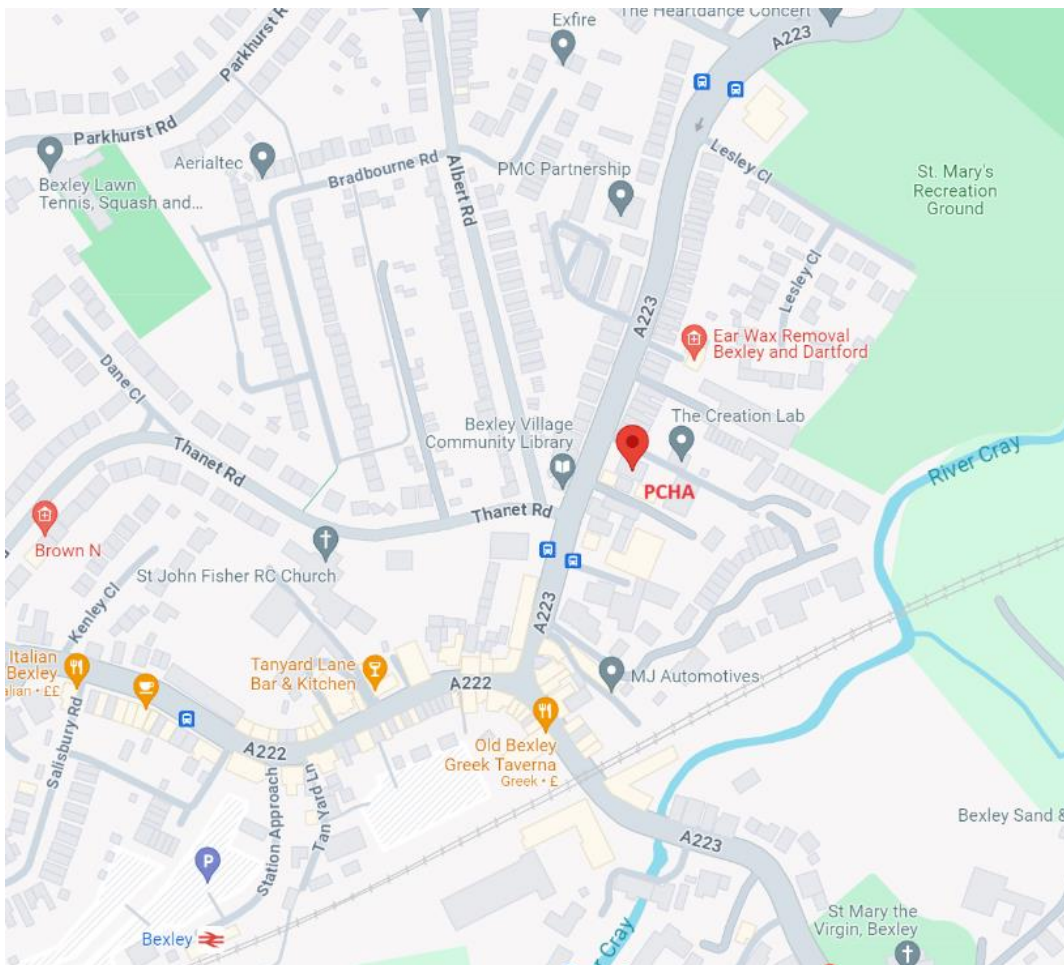 The Heartdance Concert
Exfire
A223
Parkhurst R
Parkhurst Rd
Aerialtec
Bradbourne Rd
Albert Rd
PMC Partnership
Lesley Cl
St. Mary's
Recreation
Ground
Bexley Lawn
Tennis, Squash and...
Lesley Cl
A223
Ear Wax Removal
Bexley and Dartford
Dane Cl
Bexley Village
Community Library
The Creation Lab
Thanet Rd
River Cray
PCHA
Thanet Rd
Brown N
St John Fisher RC Church
Kenley Cl
A223
Italian
Bexley
alian • ££
Tanyard Lane
Bar & Kitchen
A222
MJ Automotives
Salisbury Rd
A222
Old Bexley
Greek Taverna
Greek • £
Station Approach
Tan Yard Ln
A223
Bexley Sand &
P
St Mary the
Virgin, Bexley
Bexley
er Cray